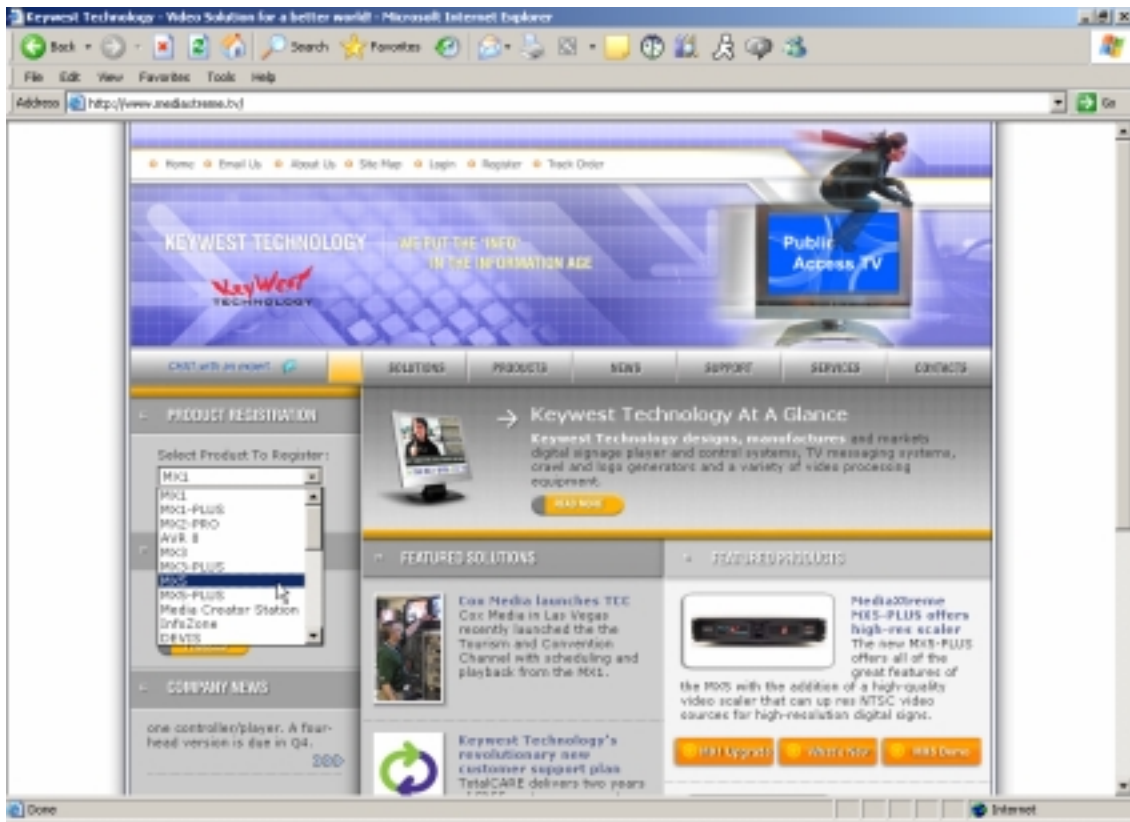 Keywest Technology - Video Solution for a better world! - Microsoft Internet Explorer
Back Search Favorites
File Edit View Favorites Tools Help
Address http://www.mediaxtreme.tv/ Go
Home Email Us About Us Site Map Login Register Track Order
KEYWEST TECHNOLOGY
WE PUT THE 'INFO'
IN THE INFORMATION AGE
KeyWest
TECHNOLOGY
Public
Access TV
CHAT with an expert
SOLUTIONS PRODUCTS NEWS SUPPORT SERVICES CONTACTS
PRODUCT REGISTRATION
Select Product To Register:
MX1
MX1
MX1-PLUS
MX2-PRO
AVR II
MX3
MX3-PLUS
MX5
MX5-PLUS
Media Creator Station
InfoZone
DEVIS
COMPANY NEWS
one controller/player. A four-
head version is due in Q4.
Keywest Technology At A Glance
Keywest Technology designs, manufactures and markets
digital signage player and control systems, TV messaging systems,
crawl and logo generators and a variety of video processing
equipment.
READ MORE
FEATURED SOLUTIONS
Cox Media launches TCC
Cox Media in Las Vegas
recently launched the the
Tourism and Convention
Channel with scheduling and
playback from the MX1.
Keywest Technology's
revolutionary new
customer support plan
TotalCARE delivers two years
FEATURED PRODUCTS
MediaXtreme
MX5-PLUS offers
high-res scaler
The new MX5-PLUS
offers all of the
great features of
the MX5 with the addition of a high-quality
video scaler that can up res NTSC video
sources for high-resolution digital signs.
MX1 Upgrade What's New MX5 Demo
Done Internet